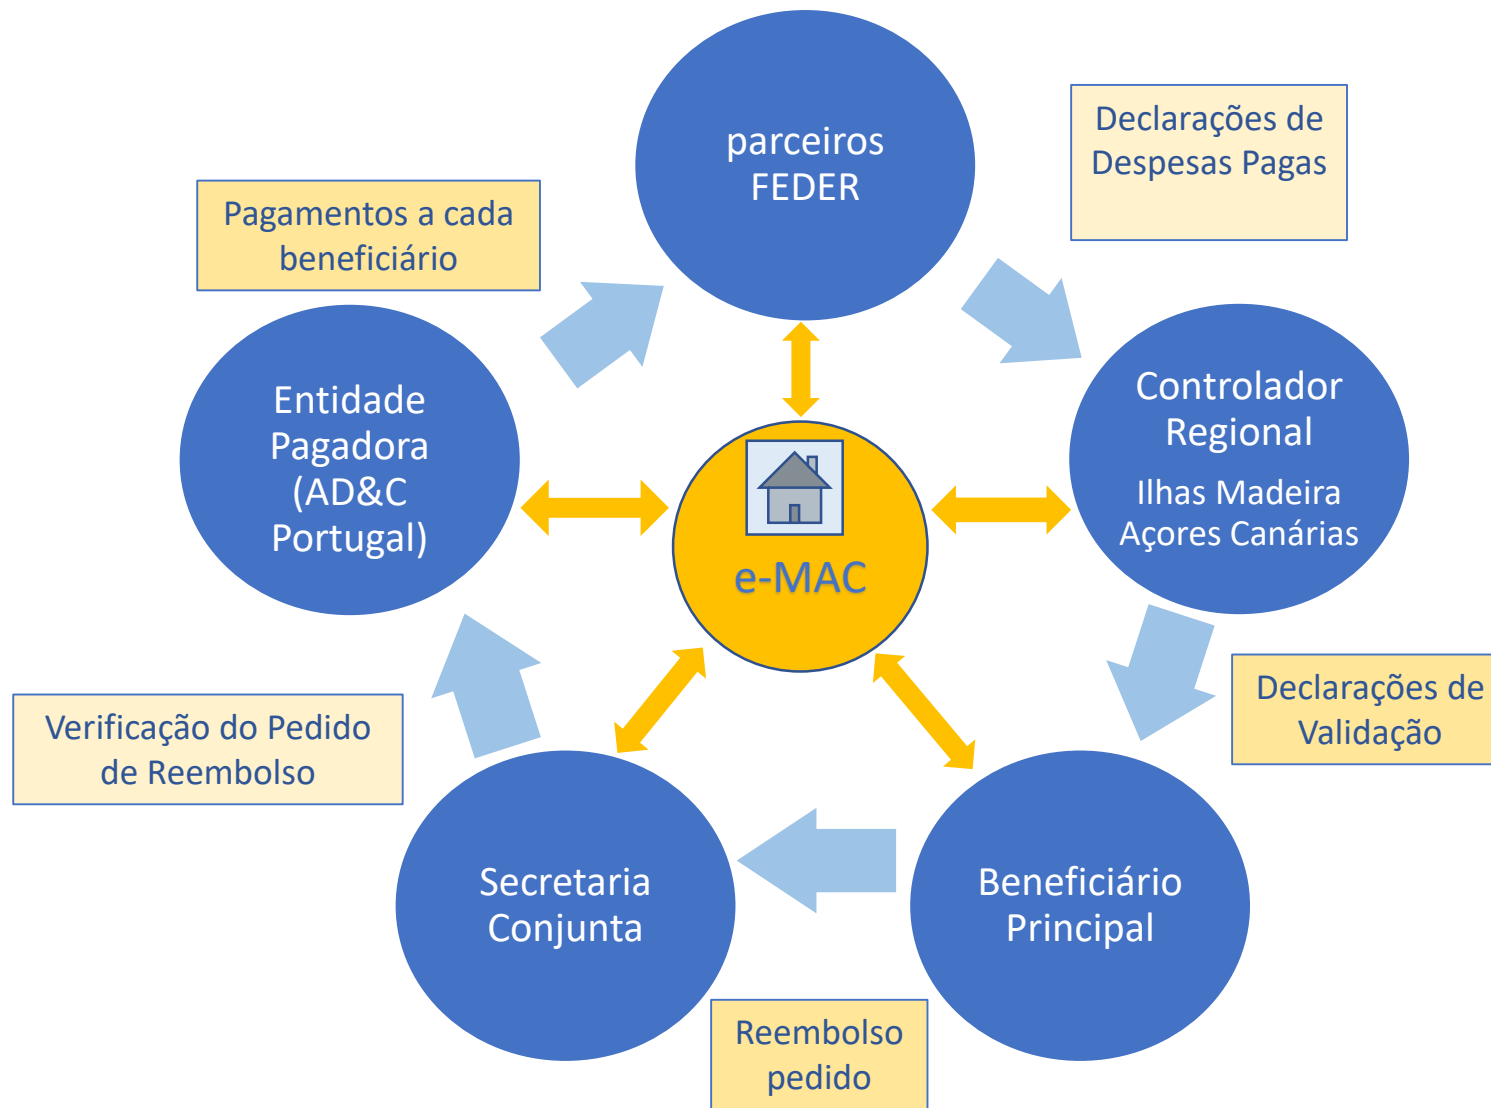 parceiros
FEDER
Declarações de
Despesas Pagas
Pagamentos a cada
beneficiário
Entidade
Pagadora
(AD&C
Portugal)
Controlador
Regional
Ilhas Madeira
Açores Canárias
e-MAC
Declarações de
Validação
Verificação do Pedido
de Reembolso
Secretaria
Conjunta
Beneficiário
Principal
Reembolso
pedido